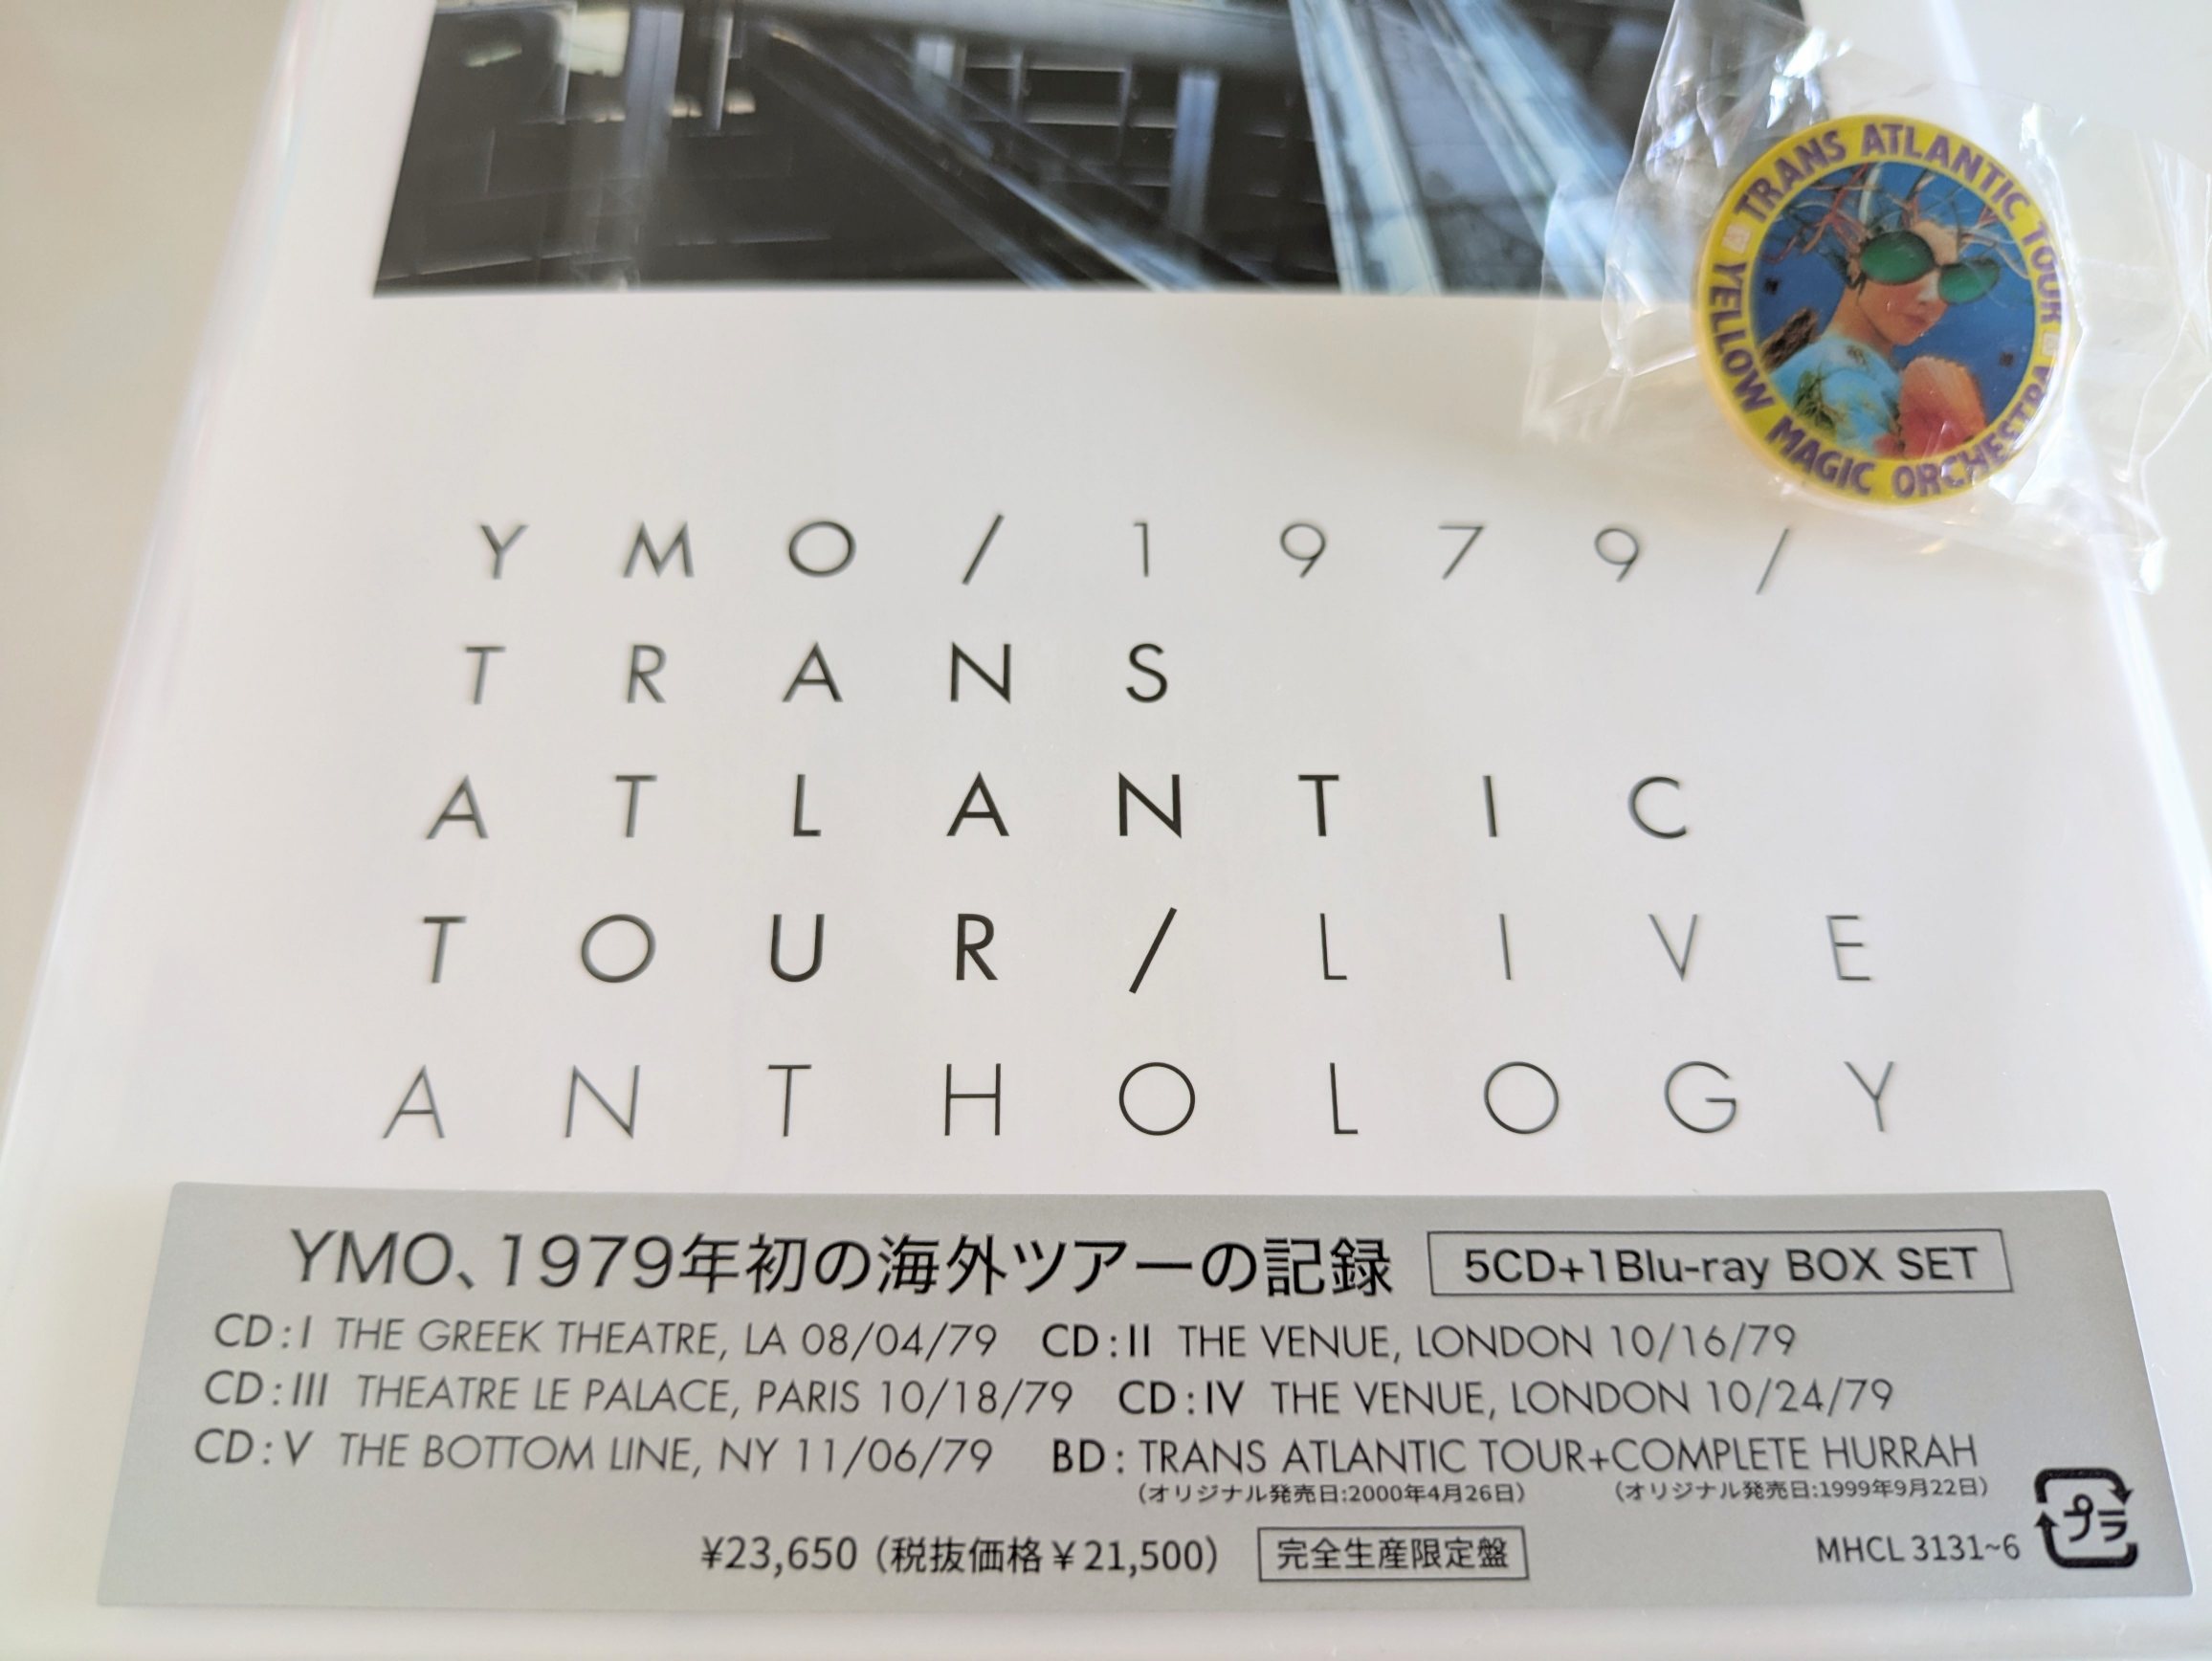 TRANS ATLANTIC TOUR
YELLOW MAGIC ORCHESTRA
YMO/1979/
TRANS
ATLANTIC
TOUR/LIVE
ANTHOLOGY
YMO、1979年初の海外ツアーの記録 5CD+1Blu-ray BOX SET
CD:I THE GREEK THEATRE, LA 08/04/79 CD:II THE VENUE, LONDON 10/16/79
CD:III THEATRE LE PALACE, PARIS 10/18/79 CD:IV THE VENUE, LONDON 10/24/79
CD:V THE BOTTOM LINE, NY 11/06/79 BD: TRANS ATLANTIC TOUR+COMPLETE HURRAH
(オリジナル発売日:2000年4月26日) (オリジナル発売日:1999年9月22日)
¥23,650(税抜価格¥21,500) 完全生産限定盤 MHCL 3131~6 プラ